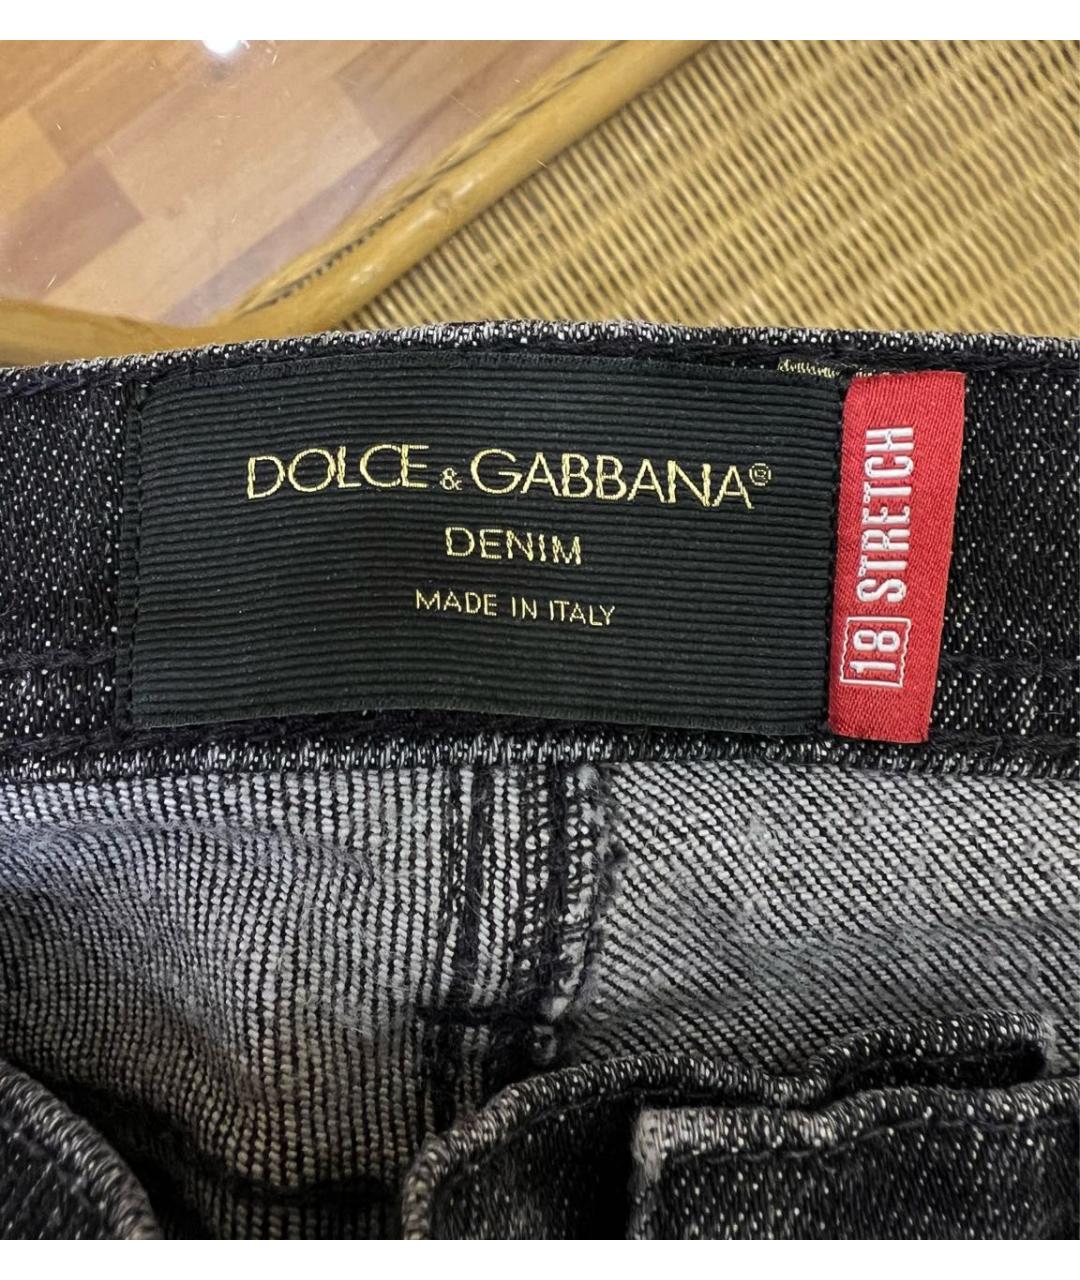 DOLCE & GABBANA®
DENIM
MADE IN ITALY
18 STRETCH